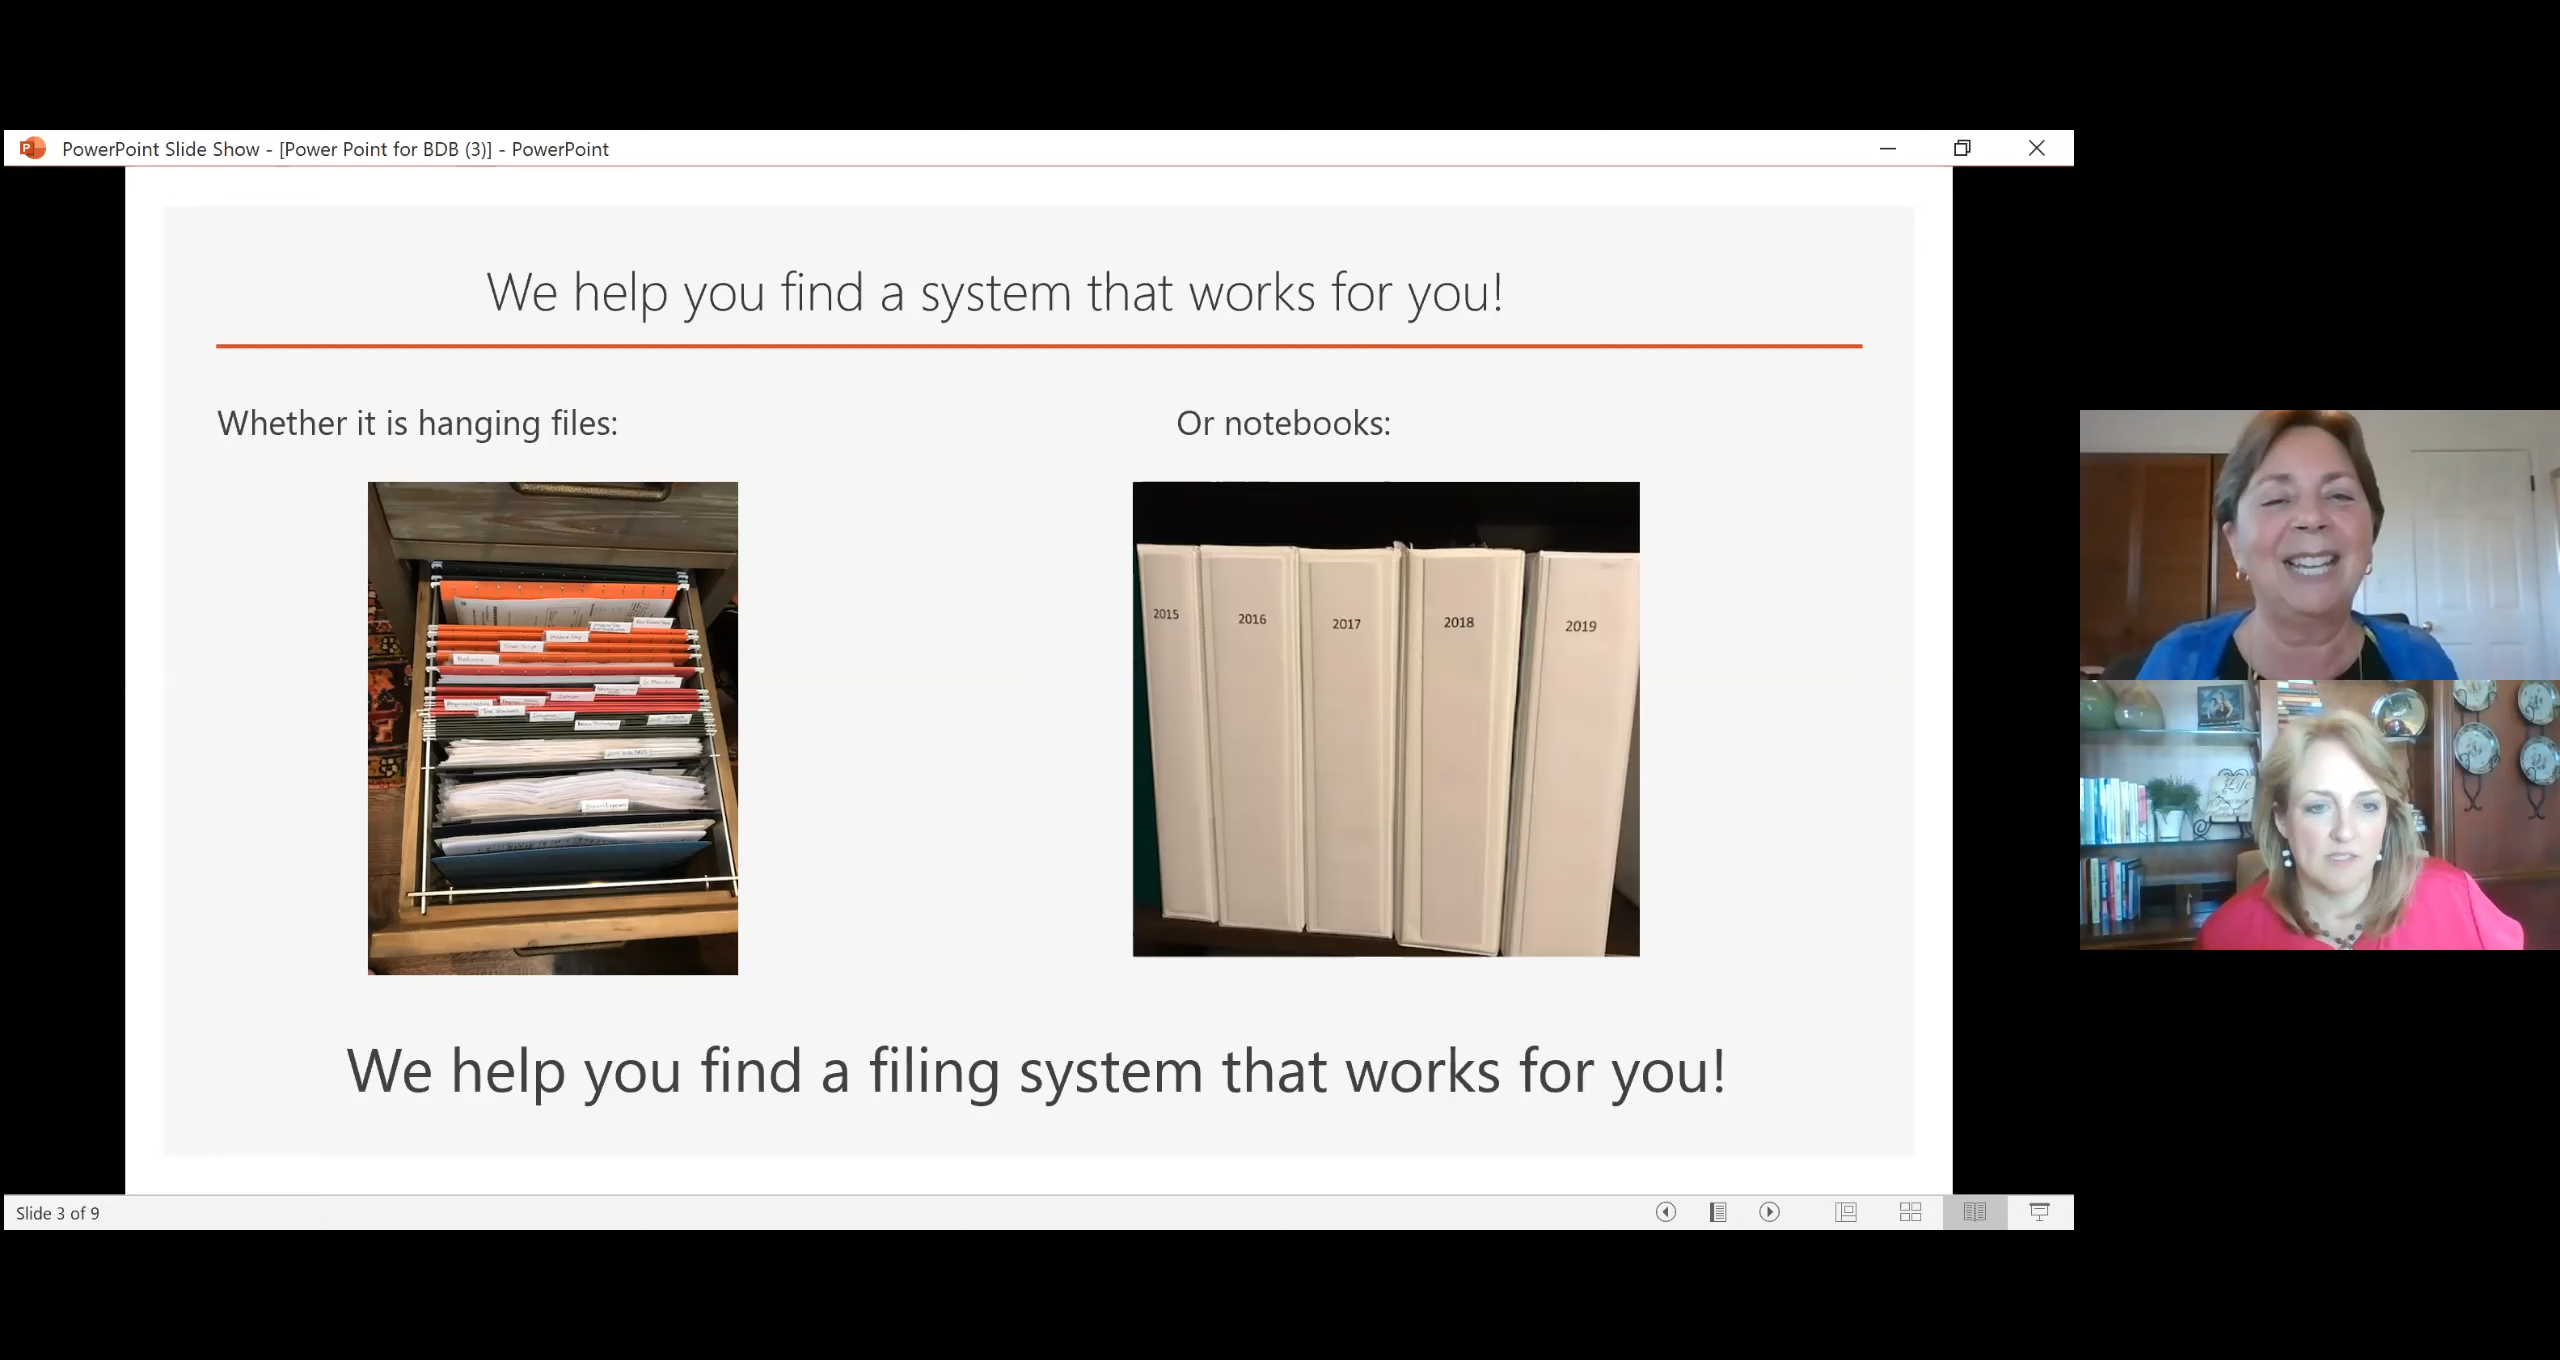 PowerPoint Slide Show - [Power Point for BDB (3)] - PowerPoint
We help you find a system that works for you!
Whether it is hanging files:
Or notebooks:
2015
2016
2017
2018
2019
We help you find a filing system that works for you!
Slide 3 of 9
Life